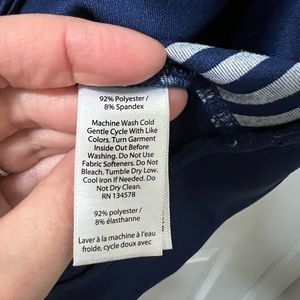 92% Polyester /
8% Spandex
Machine Wash Cold
Gentle Cycle With Like
Colors. Turn Garment
Inside Out Before
Washing. Do Not Use
Fabric Softeners. Do Not
Bleach. Tumble Dry Low.
Cool Iron If Needed. Do
Not Dry Clean.
RN 134578
92% polyester /
8% élasthanne
Laver à la machine à l'eau
froide, cycle doux avec